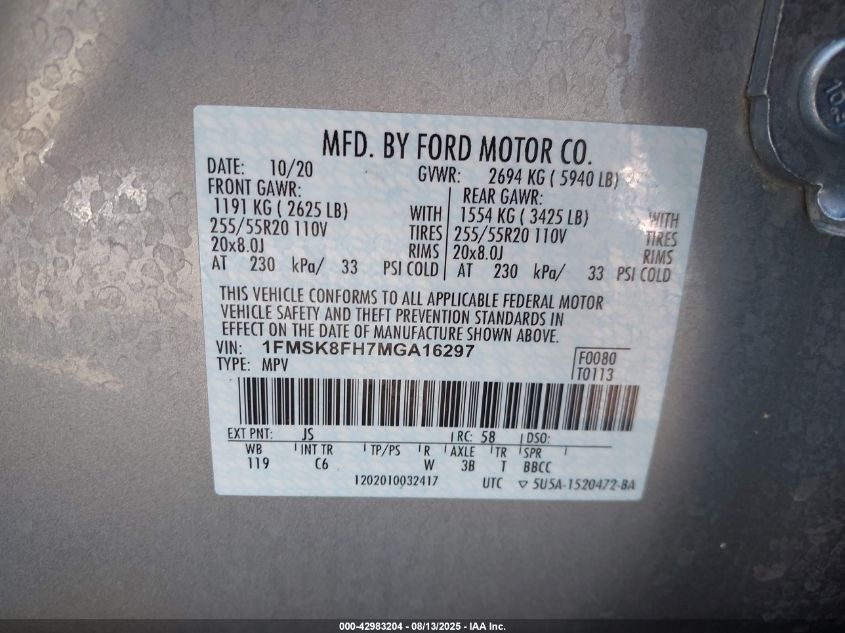 MFD. BY FORD MOTOR CO.
DATE: 10/20 GVWR: 2694 KG ( 5940 LB)
FRONT GAWR: REAR GAWR:
1191 KG ( 2625 LB) WITH 1554 KG ( 3425 LB) WITH
255/55R20 110V TIRES 255/55R20 110V TIRES
20x8.0J RIMS 20x8.0J RIMS
AT 230 kPa/ 33 PSI COLD AT 230 kPa/ 33 PSI COLD
THIS VEHICLE CONFORMS TO ALL APPLICABLE FEDERAL MOTOR
VEHICLE SAFETY AND THEFT PREVENTION STANDARDS IN
EFFECT ON THE DATE OF MANUFACTURE SHOWN ABOVE.
VIN: 1FMSK8FH7MGA16297 F0080
TYPE: MPV T0113
EXT PNT: JS RC: 58 DSO:
WB INT TR TP/PS R AXLE TR SPR
119 C6 W 3B T BBCC
1202010032417 UTC ▽ 5U5A-1520472-BA
000-42983204 - 08/13/2025 - IAA Inc.